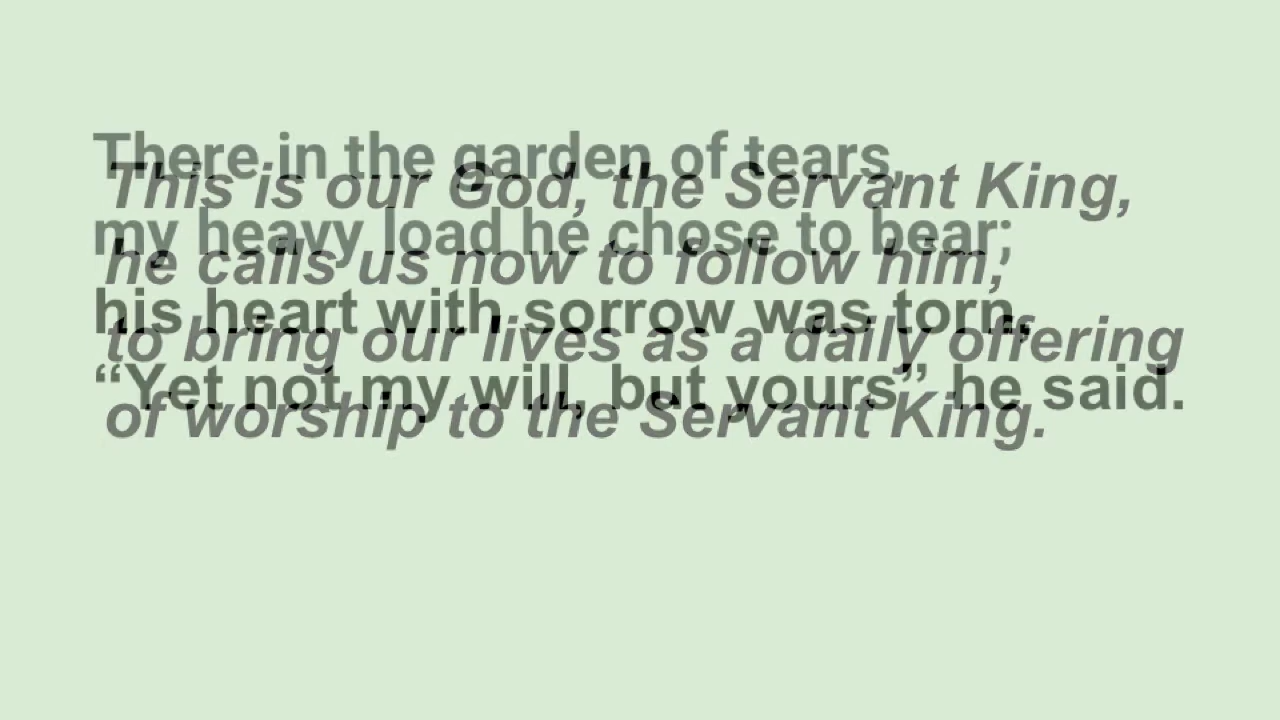 There in the garden of tears,
This is our God, the Servant King,
my heavy load he chose to bear;
he calls us now to follow him,
his heart with sorrow was torn,
to bring our lives as a daily offering
“Yet not my will, but yours” he said.
of worship to the Servant King.